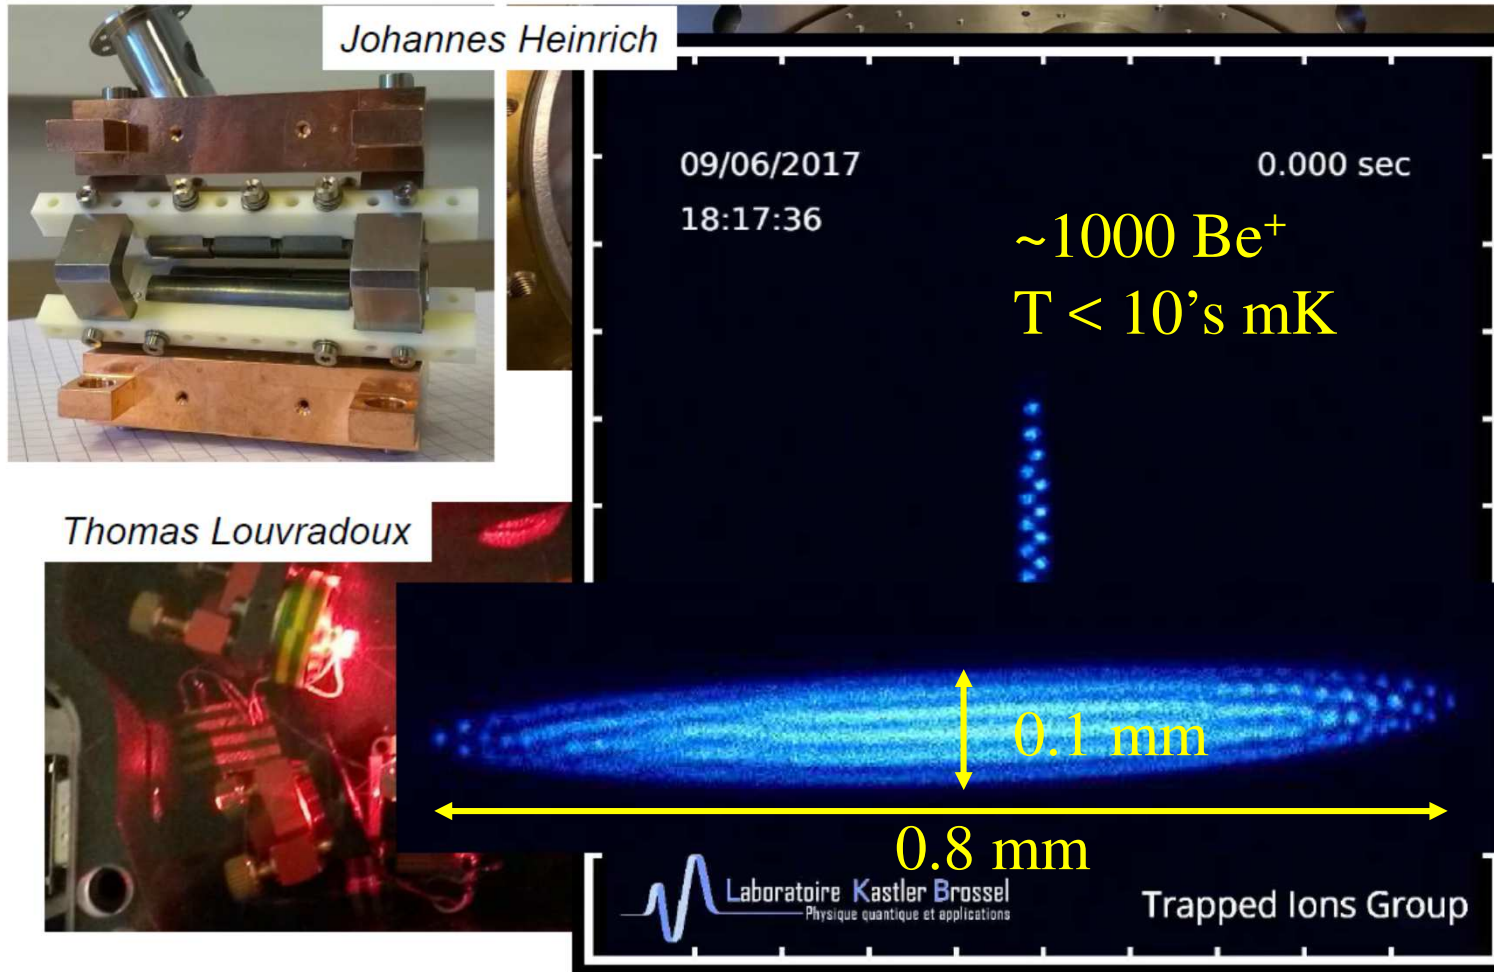 Johannes Heinrich
09/06/2017
0.000 sec
18:17:36
~1000 Be⁺
T < 10's mK
Thomas Louvradoux
0.1 mm
0.8 mm
Laboratoire Kastler Brossel
Physique quantique et applications
Trapped Ions Group